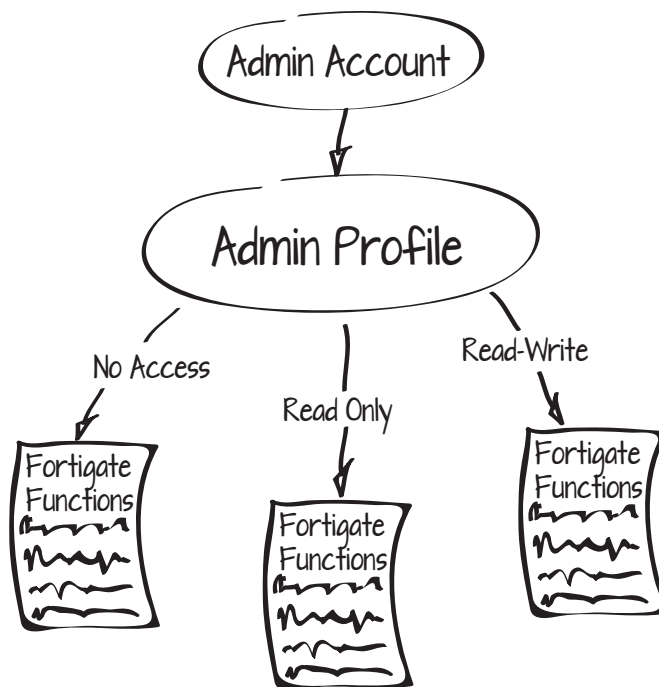 Admin Account
Admin Profile
No Access
Read Only
Read-Write
Fortigate
Functions
Fortigate
Functions
Fortigate
Functions